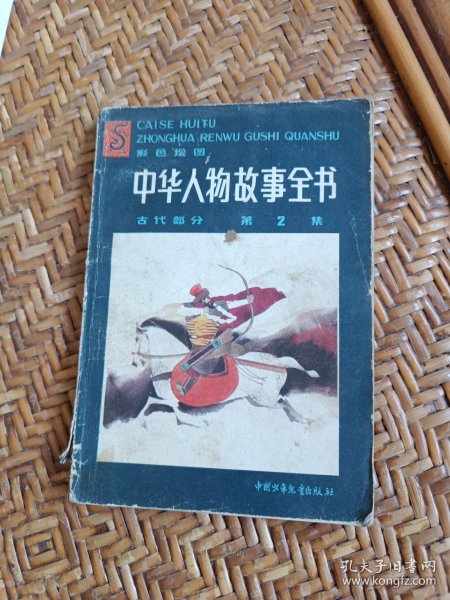 CAISE HUITU
ZHONGHUA RENWU GUSHI QUANSHU
彩色绘图
中华人物故事全书
古代部分 第2集
中国少年儿童出版社
孔夫子旧书网
www.kongfz.com